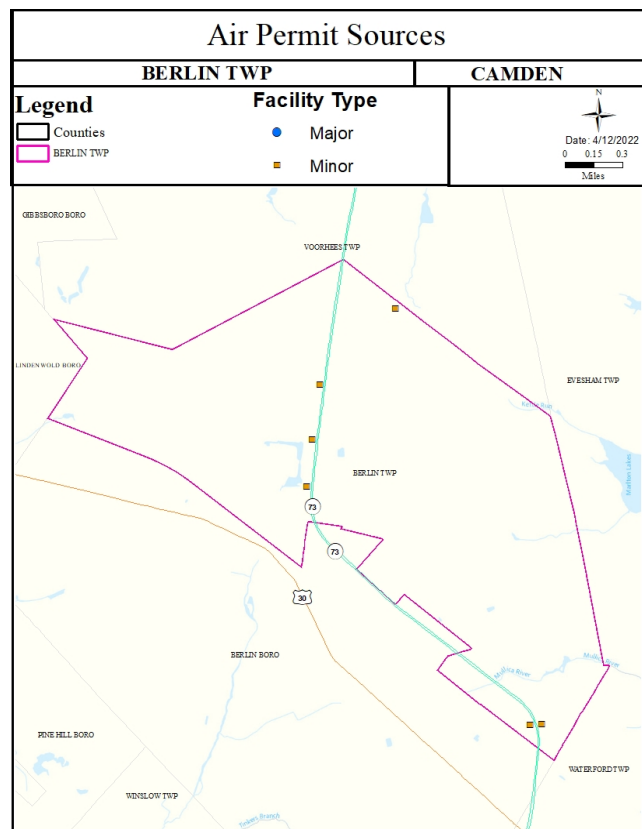 Air Permit Sources
BERLIN TWP
CAMDEN
Legend
Counties
BERLIN TWP
Facility Type
Major
Minor
N
Date: 4/12/2022
0 0.15 0.3
Miles
GIBBSBORO BORO
VOORHEES TWP
LINDENWOLD BORO
EVESHAM TWP
BERLIN TWP
73
73
30
BERLIN BORO
River
PINE HILL BORO
WATERFORD TWP
WINSLOW TWP